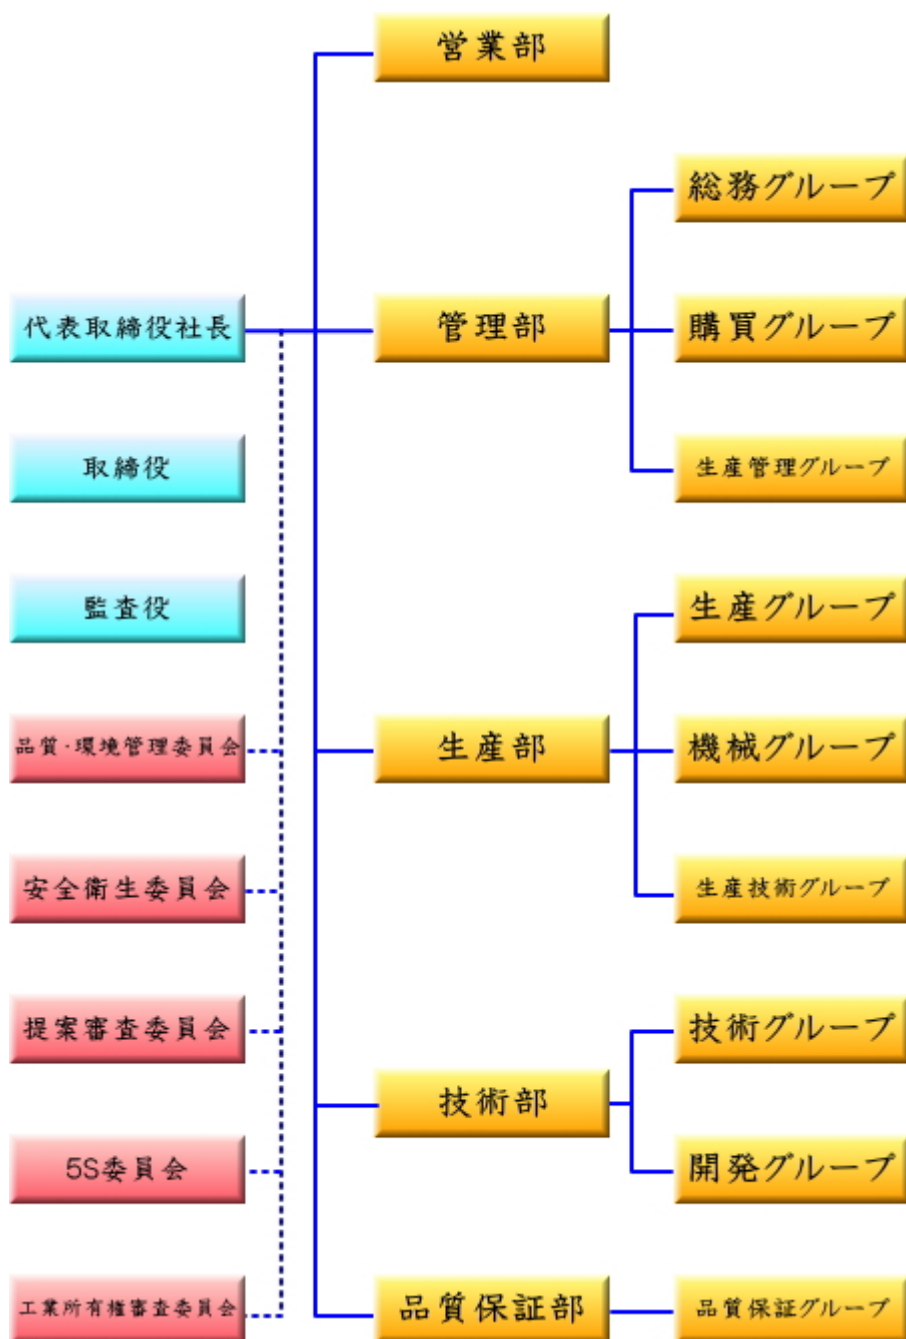 営業部
総務グループ
代表取締役社長
管理部
購買グループ
取締役
生産管理グループ
監査役
生産グループ
品質·環境管理委員会
生産部
機械グループ
安全衛生委員会
生産技術グループ
提案審査委員会
技術グループ
技術部
5S委員会
開発グループ
工業所有権審査委員会
品質保証部
品質保証グループ